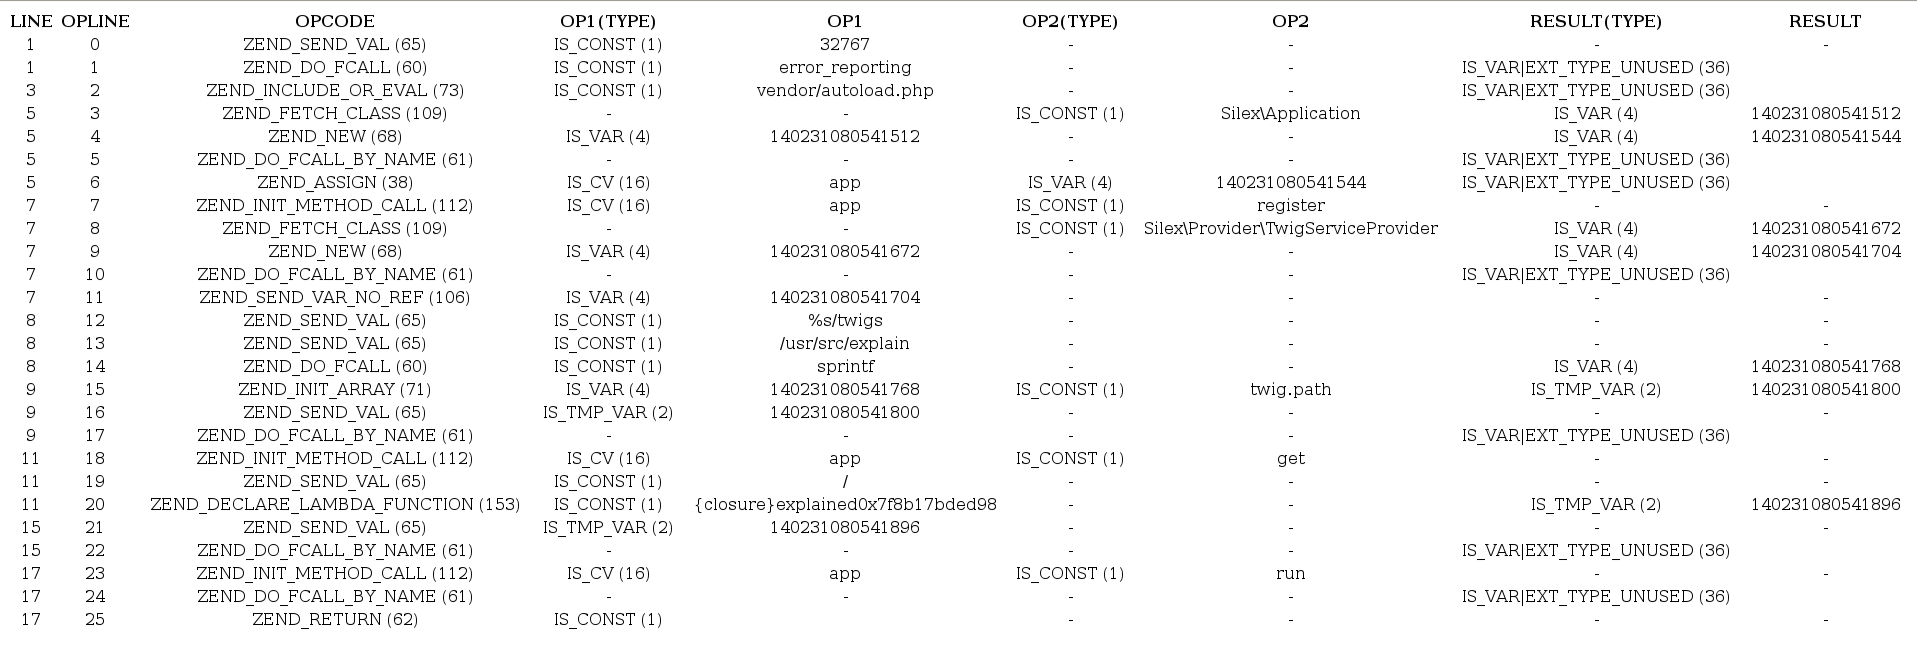 LINE OPLINE OPCODE OP1(TYPE) OP1 OP2(TYPE) OP2 RESULT(TYPE) RESULT
1 0 ZEND_SEND_VAL (65) IS_CONST (1) 32767 - - - -
1 1 ZEND_DO_FCALL (60) IS_CONST (1) error_reporting - - IS_VAR|EXT_TYPE_UNUSED (36)
3 2 ZEND_INCLUDE_OR_EVAL (73) IS_CONST (1) vendor/autoload.php - - IS_VAR|EXT_TYPE_UNUSED (36)
5 3 ZEND_FETCH_CLASS (109) - - IS_CONST (1) Silex\Application IS_VAR (4) 140231080541512
5 4 ZEND_NEW (68) IS_VAR (4) 140231080541512 - - IS_VAR (4) 140231080541544
5 5 ZEND_DO_FCALL_BY_NAME (61) - - - - IS_VAR|EXT_TYPE_UNUSED (36)
5 6 ZEND_ASSIGN (38) IS_CV (16) app IS_VAR (4) 140231080541544 IS_VAR|EXT_TYPE_UNUSED (36)
7 7 ZEND_INIT_METHOD_CALL (112) IS_CV (16) app IS_CONST (1) register - -
7 8 ZEND_FETCH_CLASS (109) - - IS_CONST (1) Silex\Provider\TwigServiceProvider IS_VAR (4) 140231080541672
7 9 ZEND_NEW (68) IS_VAR (4) 140231080541672 - - IS_VAR (4) 140231080541704
7 10 ZEND_DO_FCALL_BY_NAME (61) - - - - IS_VAR|EXT_TYPE_UNUSED (36)
7 11 ZEND_SEND_VAR_NO_REF (106) IS_VAR (4) 140231080541704 - - - -
8 12 ZEND_SEND_VAL (65) IS_CONST (1) %s/twigs - - - -
8 13 ZEND_SEND_VAL (65) IS_CONST (1) /usr/src/explain - - - -
8 14 ZEND_DO_FCALL (60) IS_CONST (1) sprintf - - IS_VAR (4) 140231080541768
9 15 ZEND_INIT_ARRAY (71) IS_VAR (4) 140231080541768 IS_CONST (1) twig.path IS_TMP_VAR (2) 140231080541800
9 16 ZEND_SEND_VAL (65) IS_TMP_VAR (2) 140231080541800 - - - -
9 17 ZEND_DO_FCALL_BY_NAME (61) - - - - IS_VAR|EXT_TYPE_UNUSED (36)
11 18 ZEND_INIT_METHOD_CALL (112) IS_CV (16) app IS_CONST (1) get - -
11 19 ZEND_SEND_VAL (65) IS_CONST (1) / - - - -
11 20 ZEND_DECLARE_LAMBDA_FUNCTION (153) IS_CONST (1) {closure}explained0x7f8b17bded98 - - IS_TMP_VAR (2) 140231080541896
15 21 ZEND_SEND_VAL (65) IS_TMP_VAR (2) 140231080541896 - - - -
15 22 ZEND_DO_FCALL_BY_NAME (61) - - - - IS_VAR|EXT_TYPE_UNUSED (36)
17 23 ZEND_INIT_METHOD_CALL (112) IS_CV (16) app IS_CONST (1) run - -
17 24 ZEND_DO_FCALL_BY_NAME (61) - - - - IS_VAR|EXT_TYPE_UNUSED (36)
17 25 ZEND_RETURN (62) IS_CONST (1) - - - -